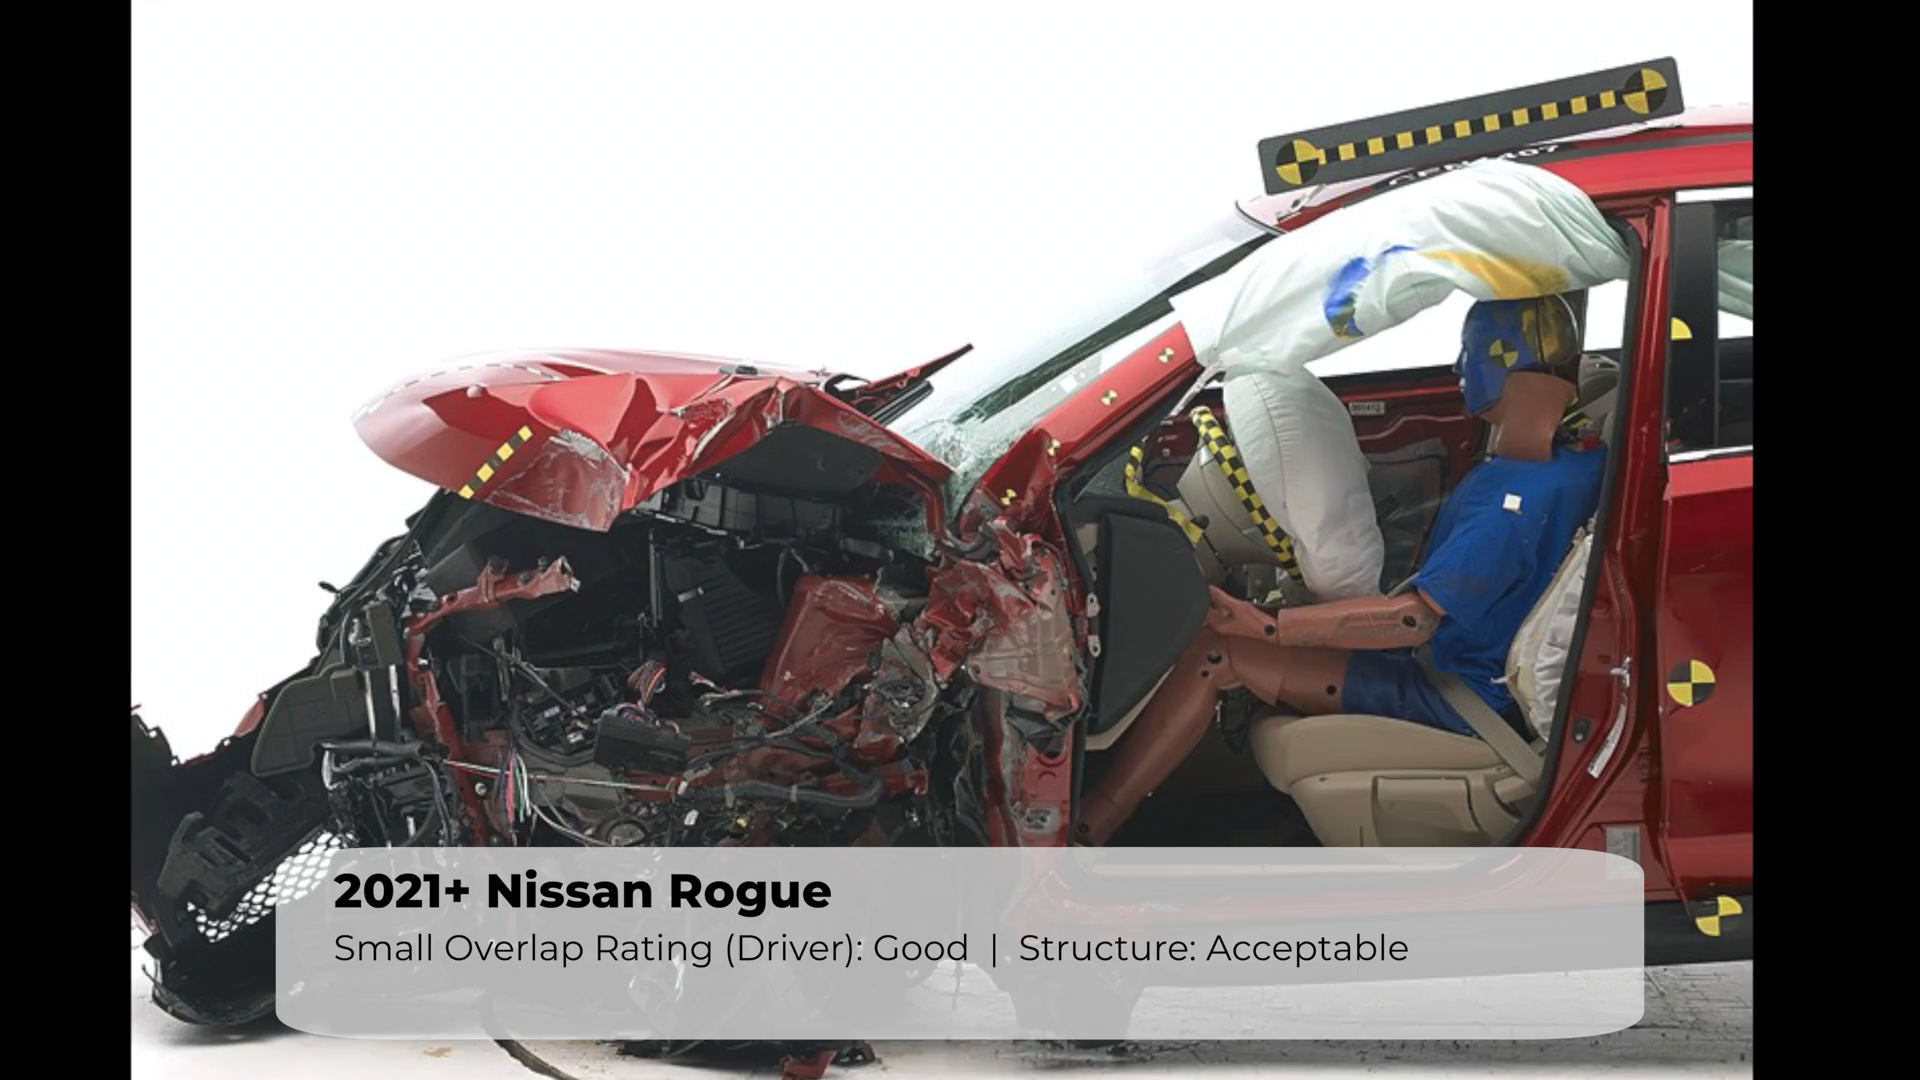 2021+ Nissan Rogue
Small Overlap Rating (Driver): Good | Structure: Acceptable